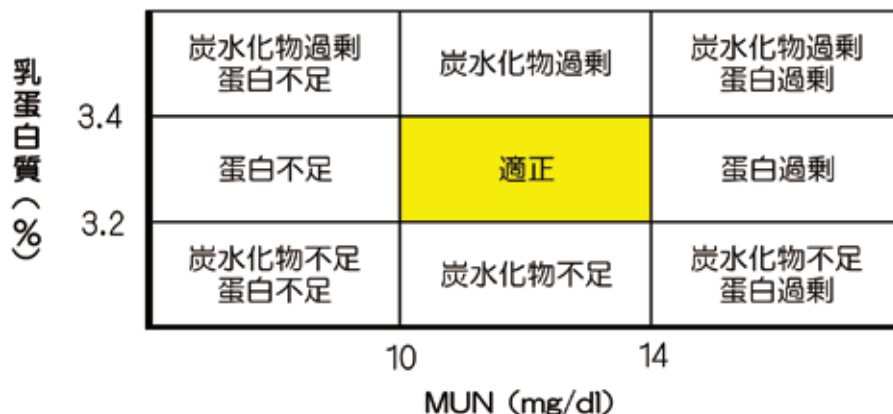 乳蛋白質(%)
炭水化物過剰
蛋白不足
炭水化物過剰
炭水化物過剰
蛋白過剰
3.4
蛋白不足
適正
蛋白過剰
3.2
炭水化物不足
蛋白不足
炭水化物不足
炭水化物不足
蛋白過剰
10
14
MUN(mg/dl)